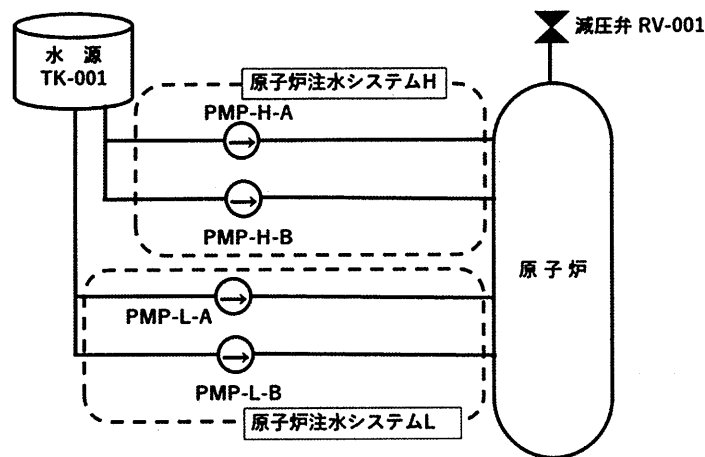 減圧弁 RV-001
水 源
TK-001
原子炉注水システムH
PMP-H-A
PMP-H-B
原 子 炉
PMP-L-A
PMP-L-B
原子炉注水システムL